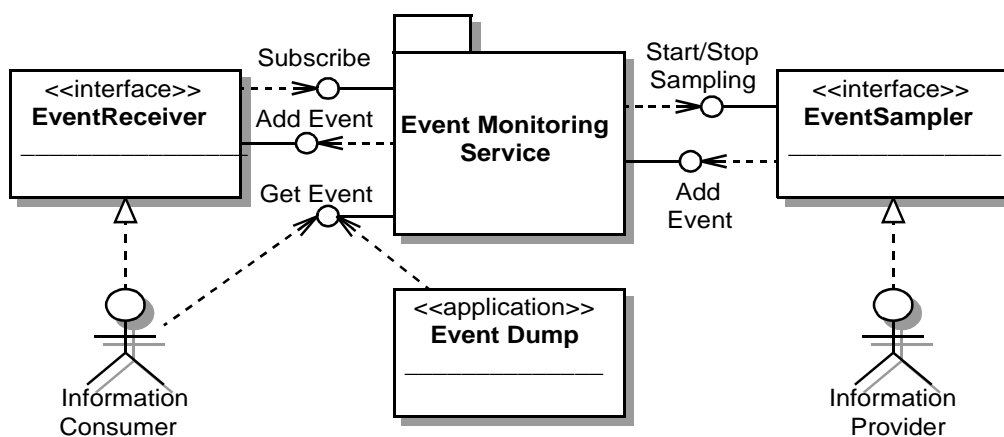 Subscribe
Start/Stop
Sampling
<<interface>>
EventReceiver
Add Event
Event Monitoring
Service
<<interface>>
EventSampler
Get Event
Add
Event
<<application>>
Event Dump
Information
Consumer
Information
Provider